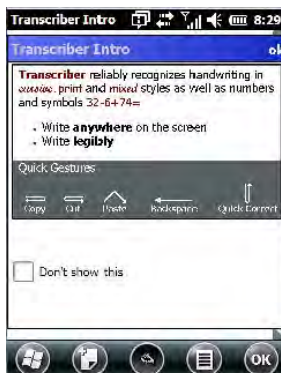 Transcriber Intro 8:29
Transcriber Intro ok
Transcriber reliably recognizes handwriting in
cursive, print and mixed styles as well as numbers
and symbols 32-6+74=
• Write anywhere on the screen
• Write legibly
Quick Gestures
Copy Cut Paste Backspace Quick Correct
Don't show this
OK